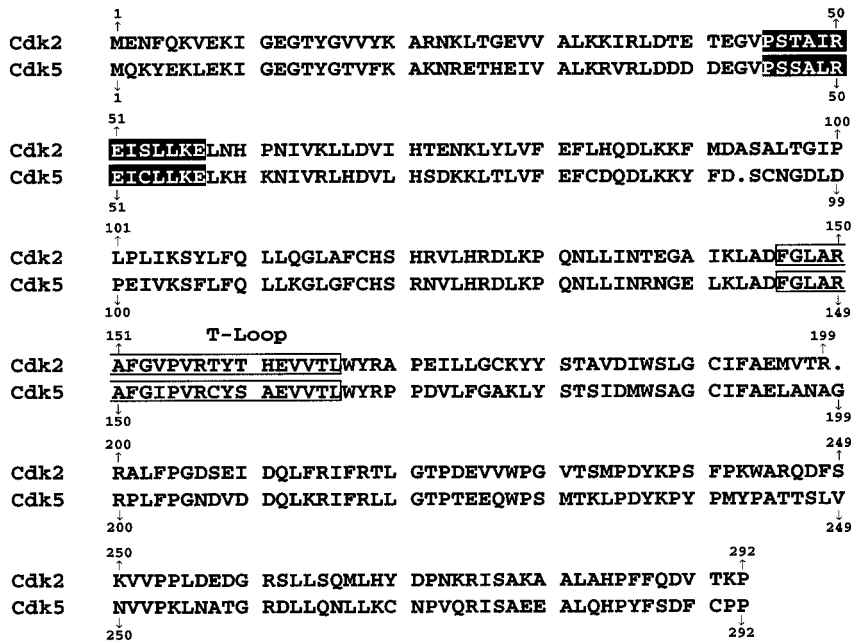 1 50
↑ ↑
Cdk2 MENFQKVEKI GEGTYGVVYK ARNKLTGEVV ALKKIRLDTE TEGVPSTAIR
Cdk5 MQKYEKLEKI GEGTYGTVFK AKNRETHEIV ALKRVRLDDD DEGVPSSALR
↓ ↓
1 50
51 100
↑ ↑
Cdk2 EISLLKELNH PNIVKLLDVI HTENKLYLVF EFLHQDLKKF MDASALTGIP
Cdk5 EICLLKELKH KNIVRLHDVL HSDKKLTLVF EFCDQDLKKY FD.SCNGDLD
↓ ↓
51 99
101 150
↑ ↑
Cdk2 LPLIKSYLFQ LLQGLAFCHS HRVLHRDLKP QNLLINTEGA IKLADFGLAR
Cdk5 PEIVKSFLFQ LLKGLGFCHS RNVLHRDLKP QNLLINRNGE LKLADFGLAR
↓ ↓
100 149
151 T-Loop 199
↑ ↑
Cdk2 AFGVPVRTYT HEVVTLWYRA PEILLGCKYY STAVDIWSLG CIFAEMVTR.
Cdk5 AFGIPVRCYS AEVVTLWYRP PDVLFGAKLY STSIDMWSAG CIFAELANAG
↓ ↓
150 199
200 249
↑ ↑
Cdk2 RALFPGDSEI DQLFRIFRTL GTPDEVVWPG VTSMPDYKPS FPKWARQDFS
Cdk5 RPLFPGNDVD DQLKRIFRLL GTPTEEQWPS MTKLPDYKPY PMYPATTSLV
↓ ↓
200 249
250 292
↑ ↑
Cdk2 KVVPPLDEDG RSLLSQMLHY DPNKRISAKA ALAHPFFQDV TKP
Cdk5 NVVPKLNATG RDLLQNLLKC NPVQRISAEE ALQHPYFSDF CPP
↓ ↓
250 292